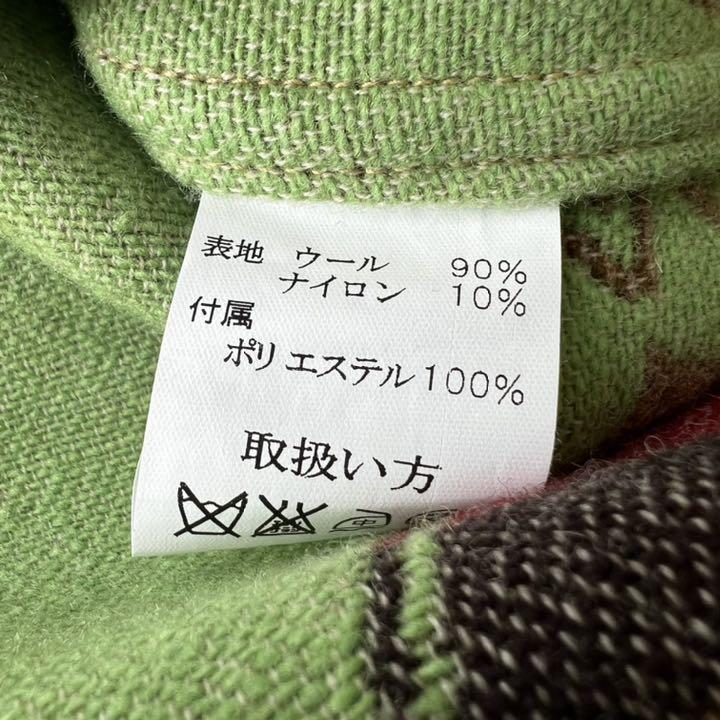 表地 ウール 90%
ナイロン 10%
付属
ポリエステル100%
取扱い方
中